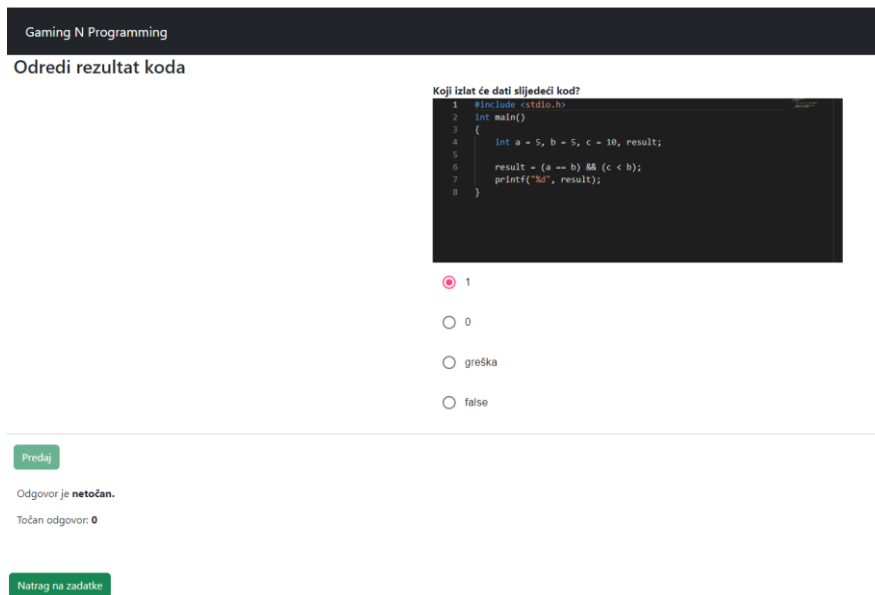 Gaming N Programming
Odredi rezultat koda
Koji izlat će dati slijedeći kod?
1 #include <stdio.h>
2 int main()
3 {
4 int a = 5, b = 5, c = 10, result;
5
6 result = (a == b) && (c < b);
7 printf("%d", result);
8 }
1
0
greška
false
Predaj
Odgovor je netočan.
Točan odgovor: 0
Natrag na zadatke